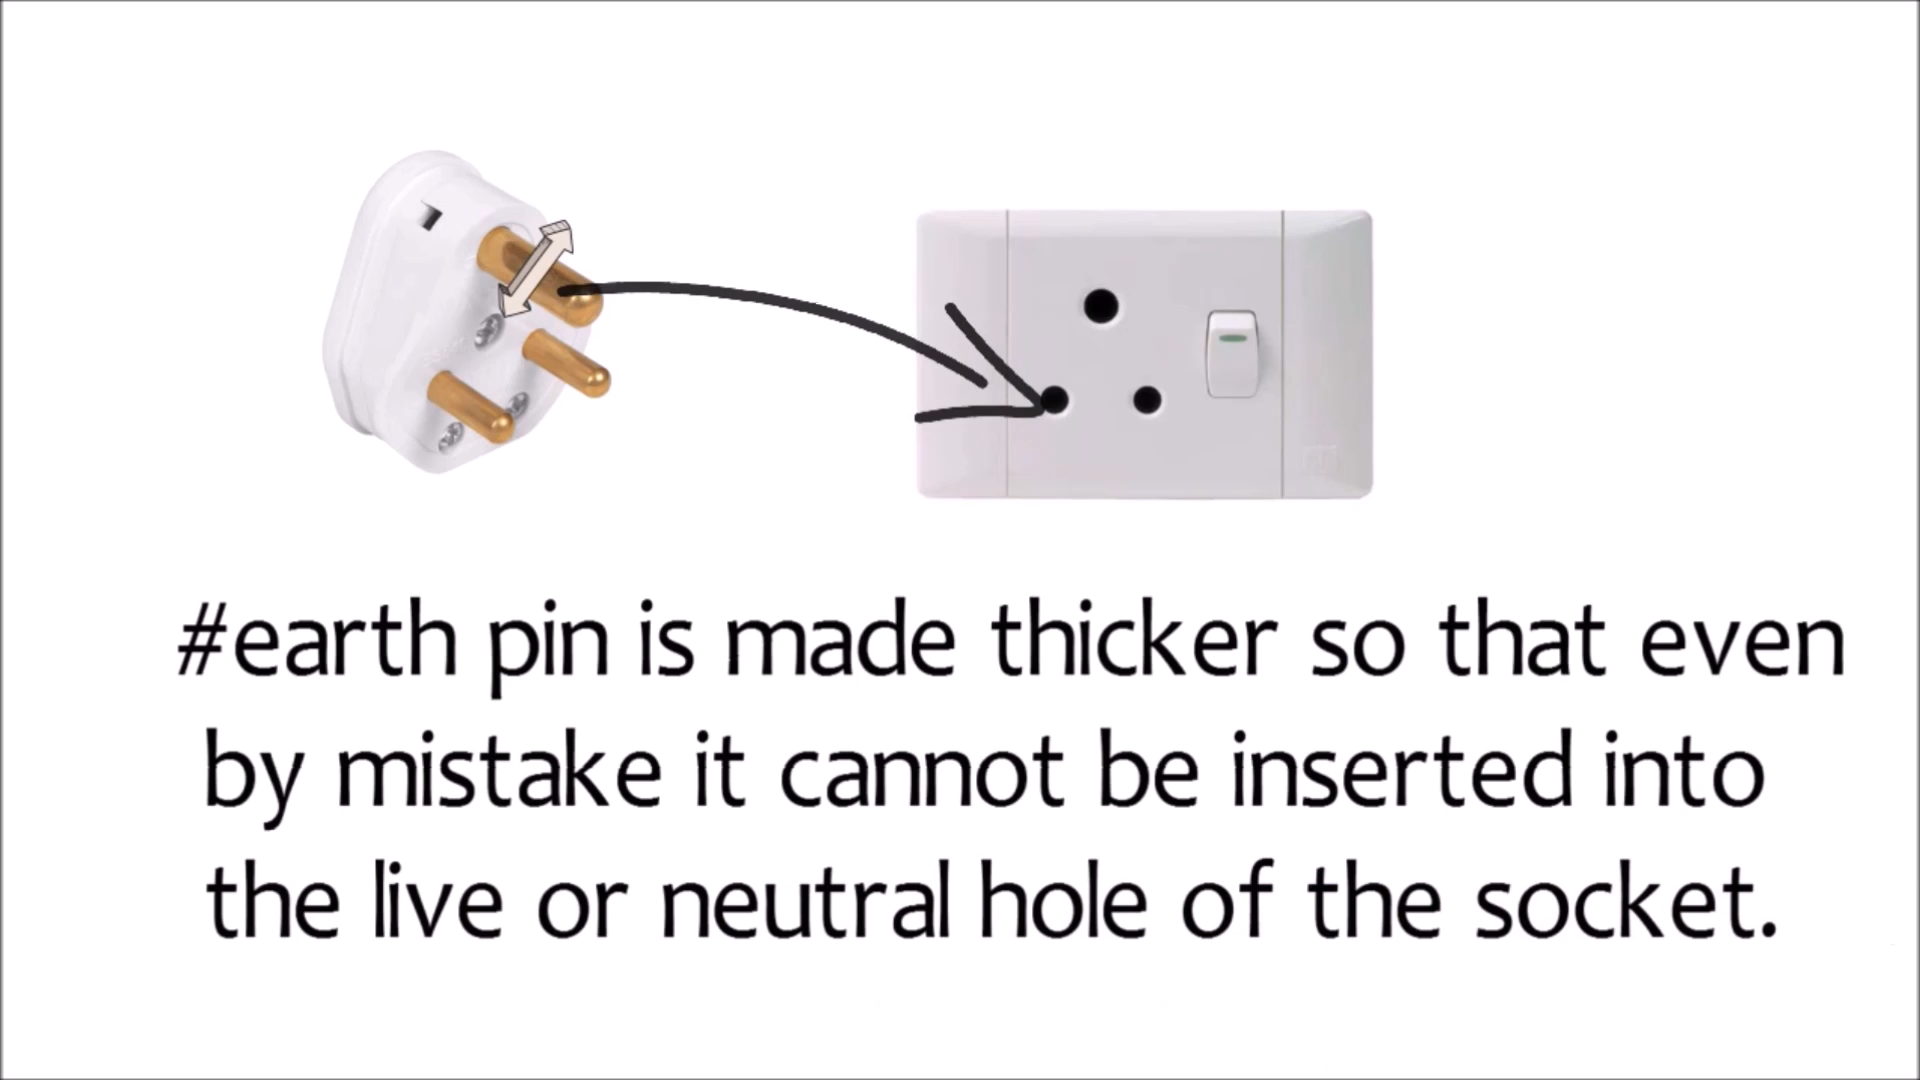 #earth pin is made thicker so that even
by mistake it cannot be inserted into
the live or neutral hole of the socket.